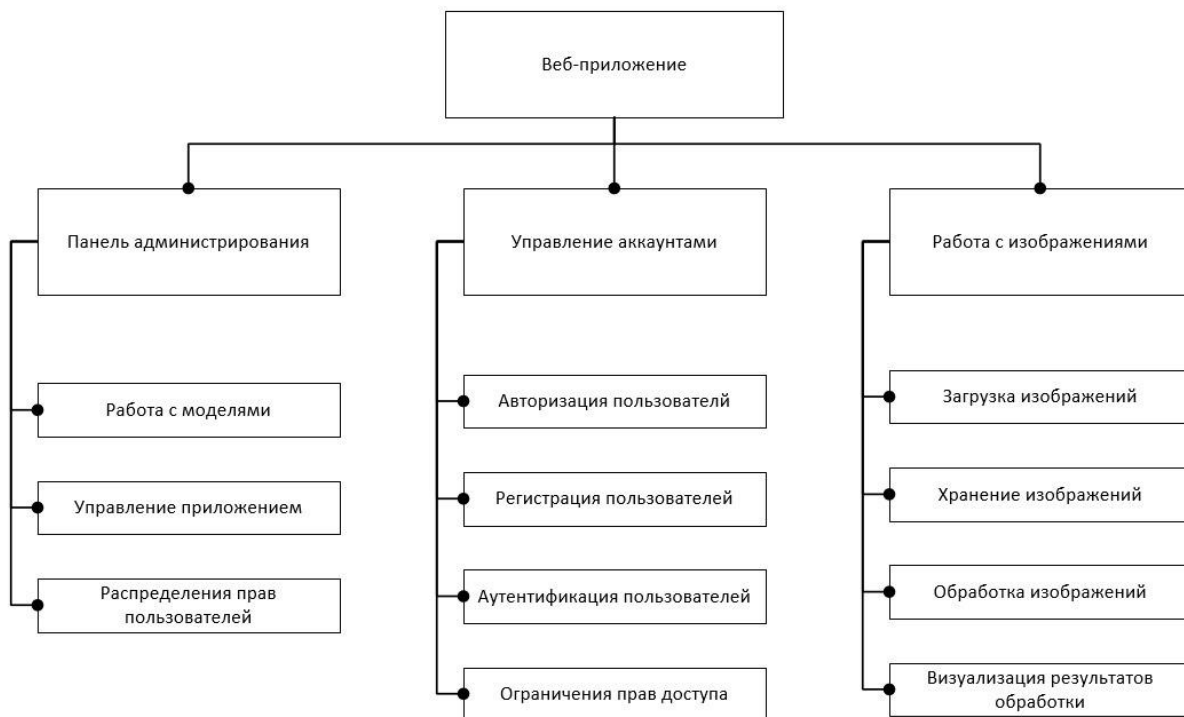 Веб-приложение
Панель администрирования
Управление аккаунтами
Работа с изображениями
Работа с моделями
Управление приложением
Распределения прав
пользователей
Авторизация пользователй
Регистрация пользователей
Аутентификация пользователей
Ограничения прав доступа
Загрузка изображений
Хранение изображений
Обработка изображений
Визуализация результатов
обработки